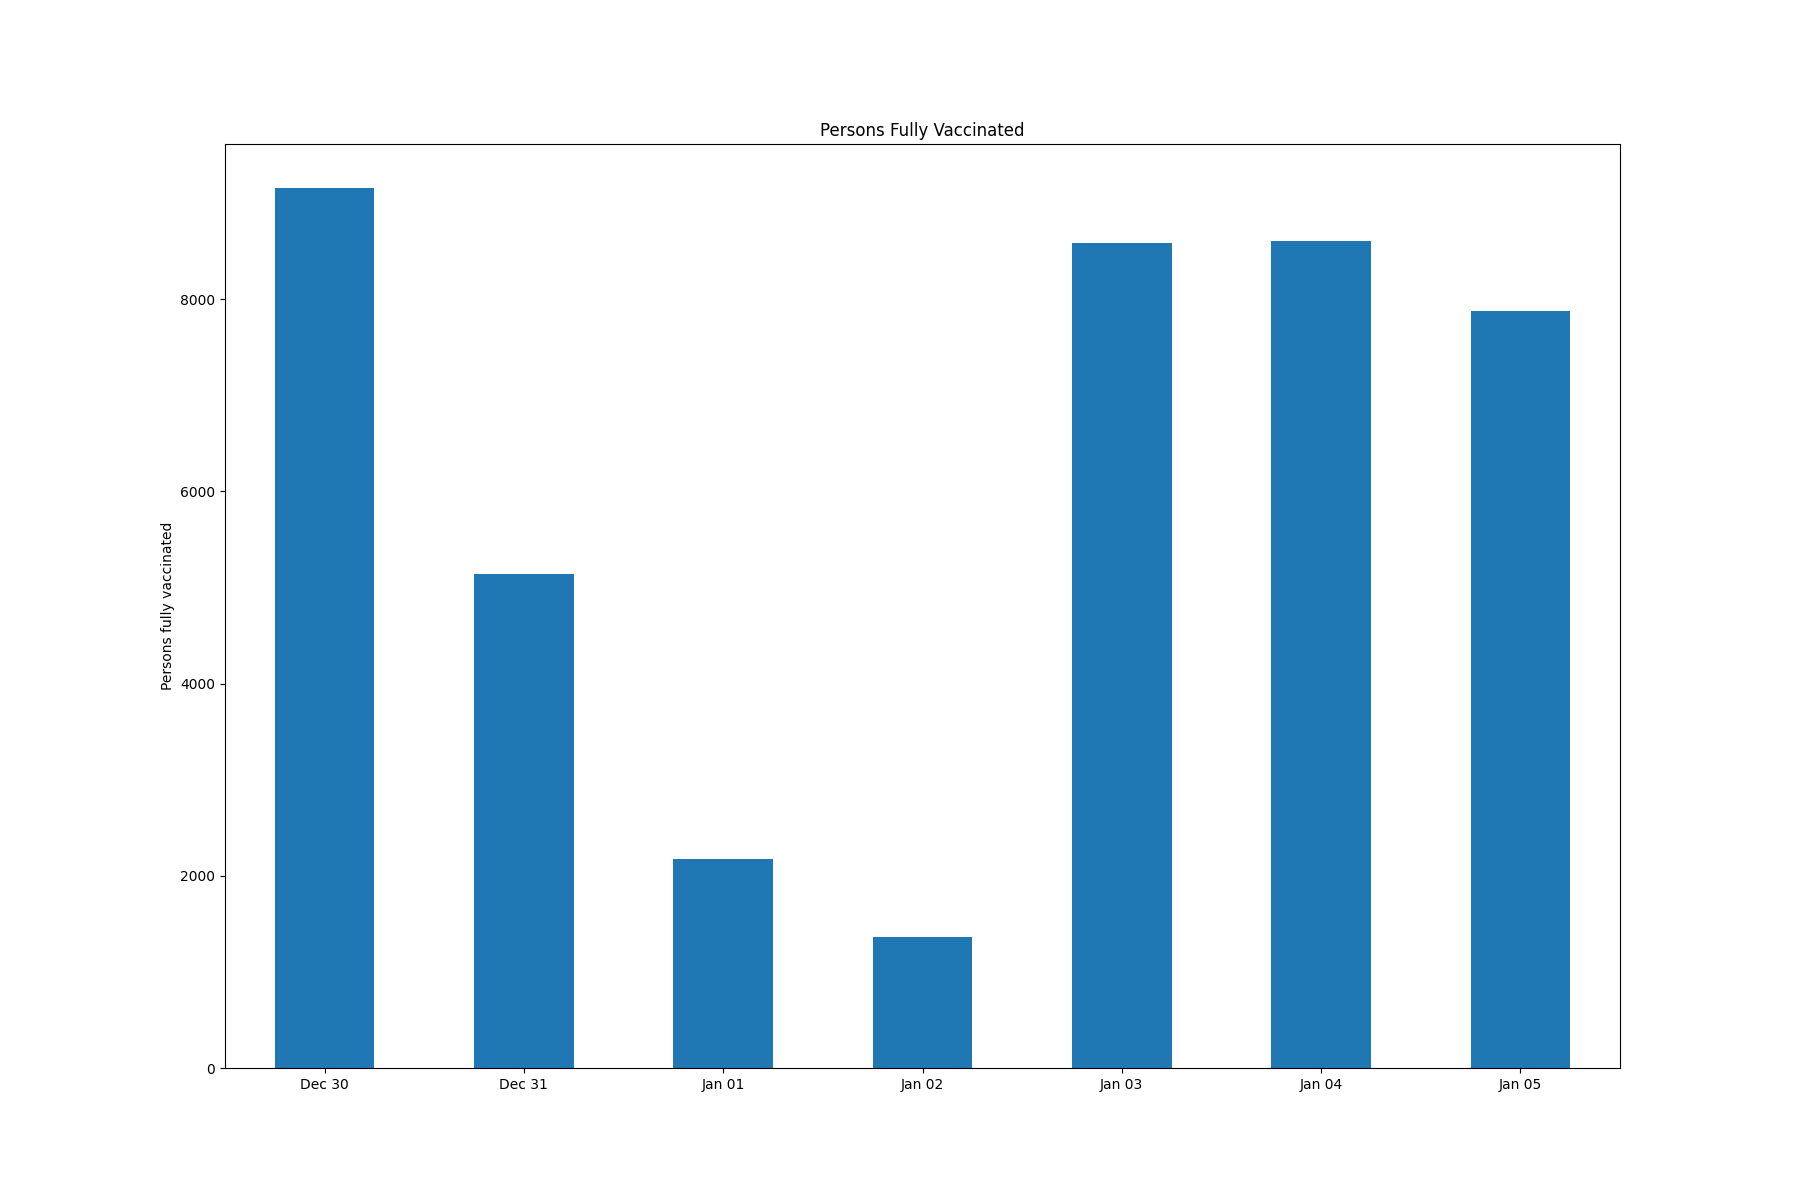 Persons Fully Vaccinated
Persons fully vaccinated
8000
6000
4000
2000
0
Dec 30 Dec 31 Jan 01 Jan 02 Jan 03 Jan 04 Jan 05